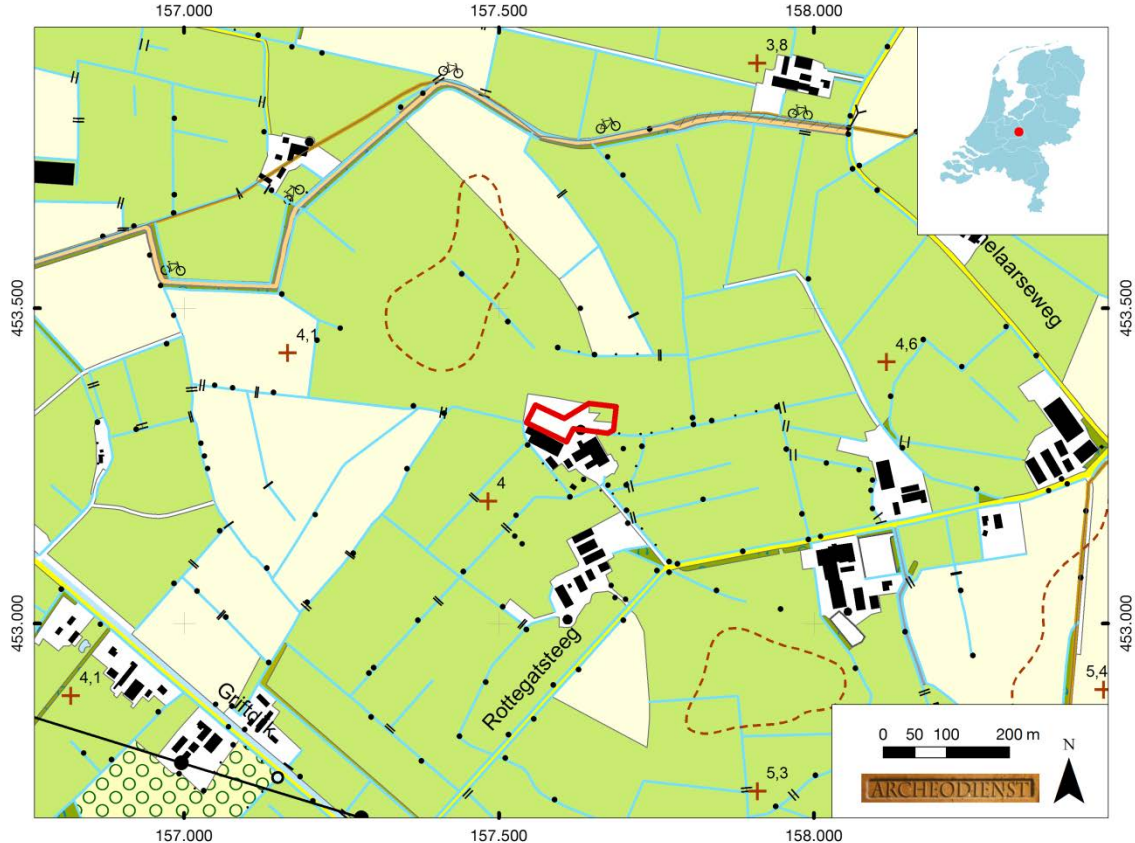 157.000 157.500 158.000
3,8
453.500 453.500
elaarseweg
4,1
4,6
4
453.000 453.000
Rottegatsteeg
4,1
Griftdijk
5,4
5,3
0 50 100 200 m
N
ARCHEODIENST
157.000 157.500 158.000